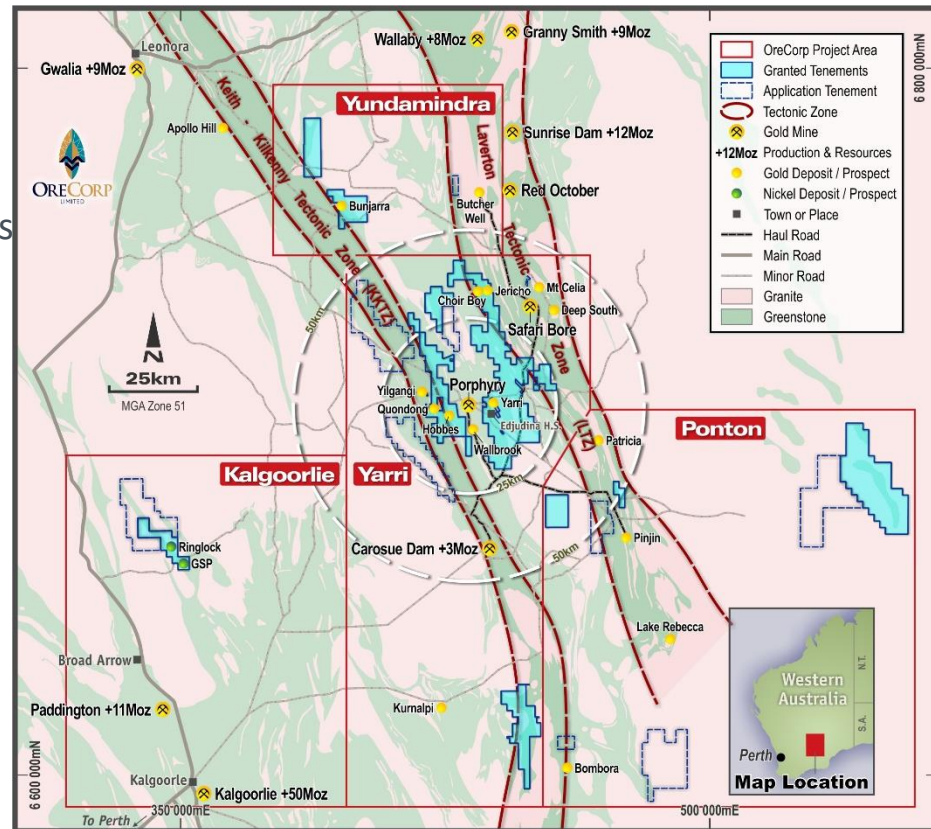 Leonora
Gwalia +9Moz
Wallaby +8Moz
Granny Smith +9Moz
6 800 000mN
OreCorp Project Area
Granted Tenements
Application Tenement
Tectonic Zone
Gold Mine
+12Moz Production & Resources
Gold Deposit / Prospect
Nickel Deposit / Prospect
Town or Place
Haul Road
Main Road
Minor Road
Granite
Greenstone
Yundamindra
Keith - Kilkenny Tectonic Zone (KKTZ)
Laverton Tectonic Zone (LTZ)
Apollo Hill
Sunrise Dam +12Moz
ORECORP
LIMITED
S
Bunjarra
Butcher
Well
Red October
50km
Choir Boy
Jericho
Mt Celia
Deep South
Safari Bore
N
25km
MGA Zone 51
Yilgangi
Porphyry
Quondong
Yarri
Hobbes
Edjudina H.S.
Wallbrook
Patricia
Ponton
Kalgoorlie
Yarri
25km
50km
Ringlock
GSP
Carosue Dam +3Moz
Pinjin
Lake Rebecca
Broad Arrow
Paddington +11Moz
Kurnalpi
Western
Australia
N.T.
S.A.
Perth
Map Location
Bombora
Kalgoorle
Kalgoorlie +50Moz
6 600 000mN
350 000mE
500 000mE
To Perth